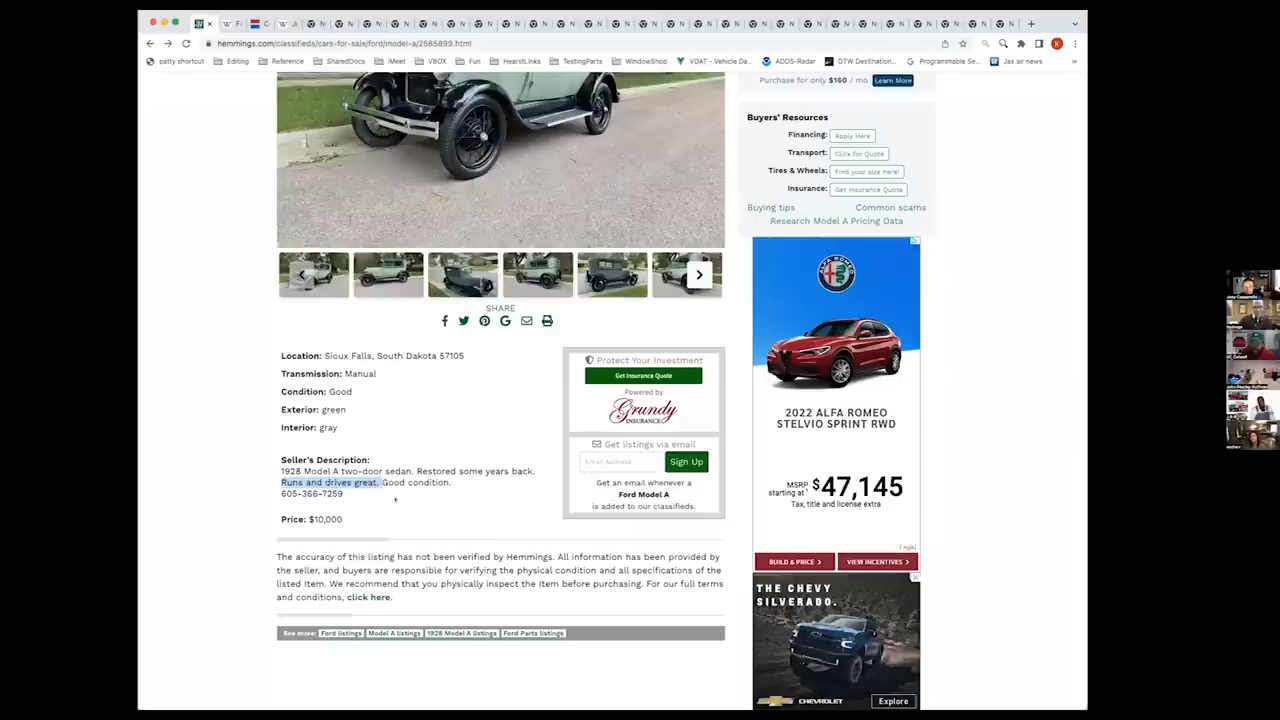 hemmings.com/classifieds/cars-for-sale/ford/model-a/2585899.html
patty shortcut Editing Reference SharedDocs iMeet VBOX Fun HearstLinks TestingParts WindowShop VDAT - Vehicle Da... ADDS-Radar DTW Destination... Programmable Se... Jax air news
Purchase for only $160 / mo. Learn More
Buyers' Resources
Financing: Apply Here
Transport: Click for Quote
Tires & Wheels: Find your size here!
Insurance: Get Insurance Quote
Buying tips Common scams
Research Model A Pricing Data
SHARE
Location: Sioux Falls, South Dakota 57105
Transmission: Manual
Condition: Good
Exterior: green
Interior: gray
Seller's Description:
1928 Model A two-door sedan. Restored some years back.
Runs and drives great. Good condition.
605-366-7259
Price: $10,000
Protect Your Investment
Get Insurance Quote
Powered by
Grundy
INSURANCE
Get listings via email
Email Address Sign Up
Get an email whenever a
Ford Model A
is added to our classifieds.
The accuracy of this listing has not been verified by Hemmings. All information has been provided by
the seller, and buyers are responsible for verifying the physical condition and all specifications of the
listed Item. We recommend that you physically inspect the Item before purchasing. For our full terms
and conditions, click here.
See more: Ford listings Model A listings 1928 Model A listings Ford Parts listings
ALFA ROMEO
2022 ALFA ROMEO
STELVIO SPRINT RWD
MSRP
starting at $47,145
Tax, title and license extra
BUILD & PRICE > VIEW INCENTIVES >
THE CHEVY
SILVERADO.
CHEVROLET Explore